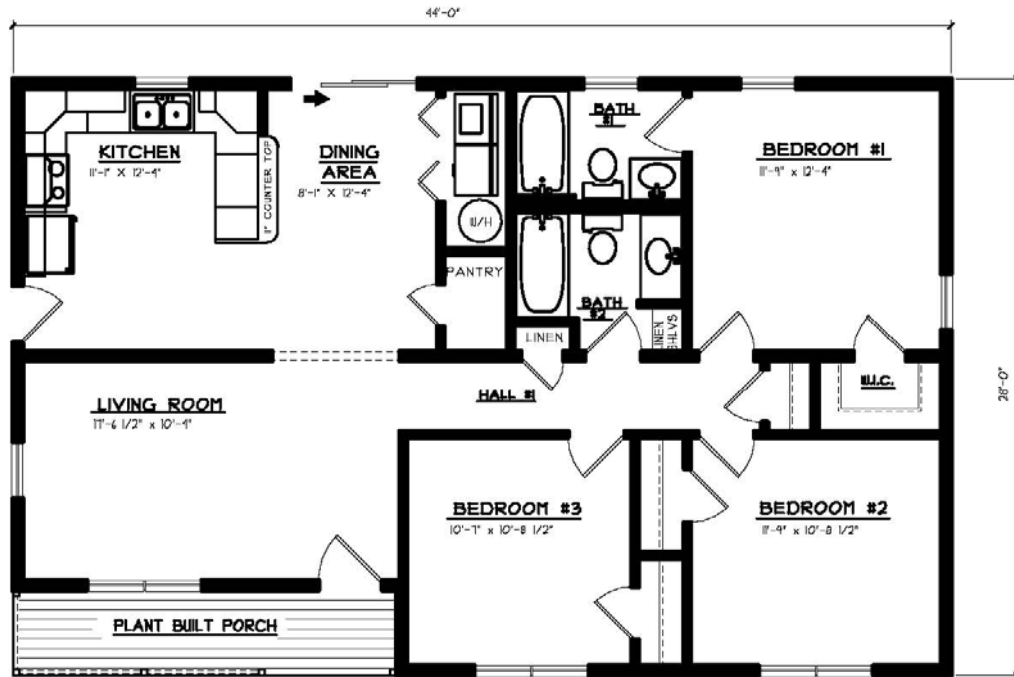 44'-0"
KITCHEN
11'-1" X 12'-4"
11" COUNTER TOP
DINING
AREA
8'-1" X 12'-4"
W/H
PANTRY
BATH
#1
BEDROOM #1
11'-9" x 12'-4"
BATH
#2
LINEN
LINEN
SHLVS
HALL #1
W.I.C.
28'-0"
LIVING ROOM
17'-6 1/2" x 10'-4"
BEDROOM #3
10'-7" x 10'-8 1/2"
BEDROOM #2
11'-9" x 10'-8 1/2"
PLANT BUILT PORCH